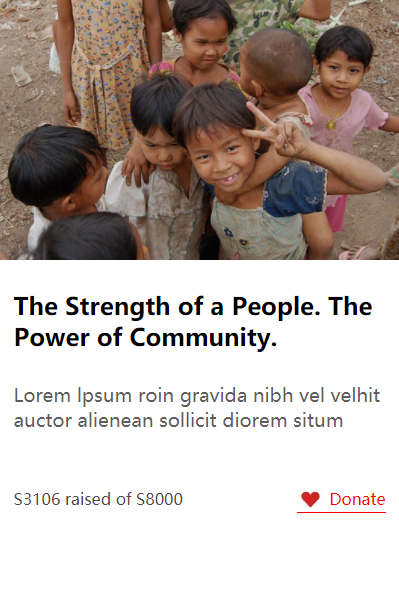 The Strength of a People. The
Power of Community.
Lorem lpsum roin gravida nibh vel velhit
auctor alienean sollicit diorem situm
S3106 raised of S8000
Donate